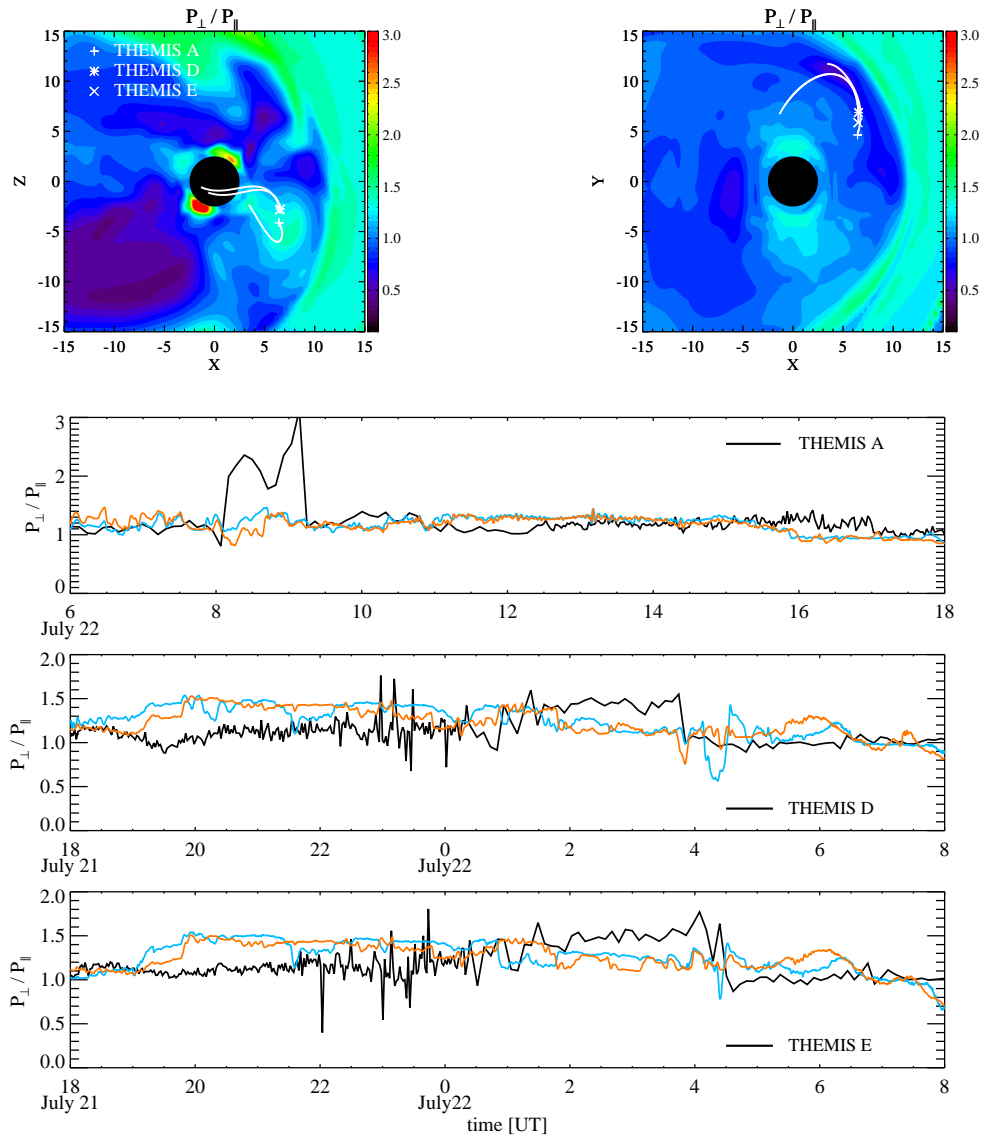 P⊥ / P∥
P⊥ / P∥
+ THEMIS A
✳ THEMIS D
× THEMIS E
15
10
5
0
-5
-10
-15
Z
-15 -10 -5 0 5 10 15
X
3.0
2.5
2.0
1.5
1.0
0.5
15
10
5
0
-5
-10
-15
Y
-15 -10 -5 0 5 10 15
X
3.0
2.5
2.0
1.5
1.0
0.5
3
2
1
0
P⊥ / P∥
THEMIS A
6 8 10 12 14 16 18
July 22
2.0
1.5
1.0
0.5
0.0
P⊥ / P∥
THEMIS D
18 20 22 0 2 4 6 8
July 21 July22
2.0
1.5
1.0
0.5
0.0
P⊥ / P∥
THEMIS E
18 20 22 0 2 4 6 8
July 21 July22
time [UT]